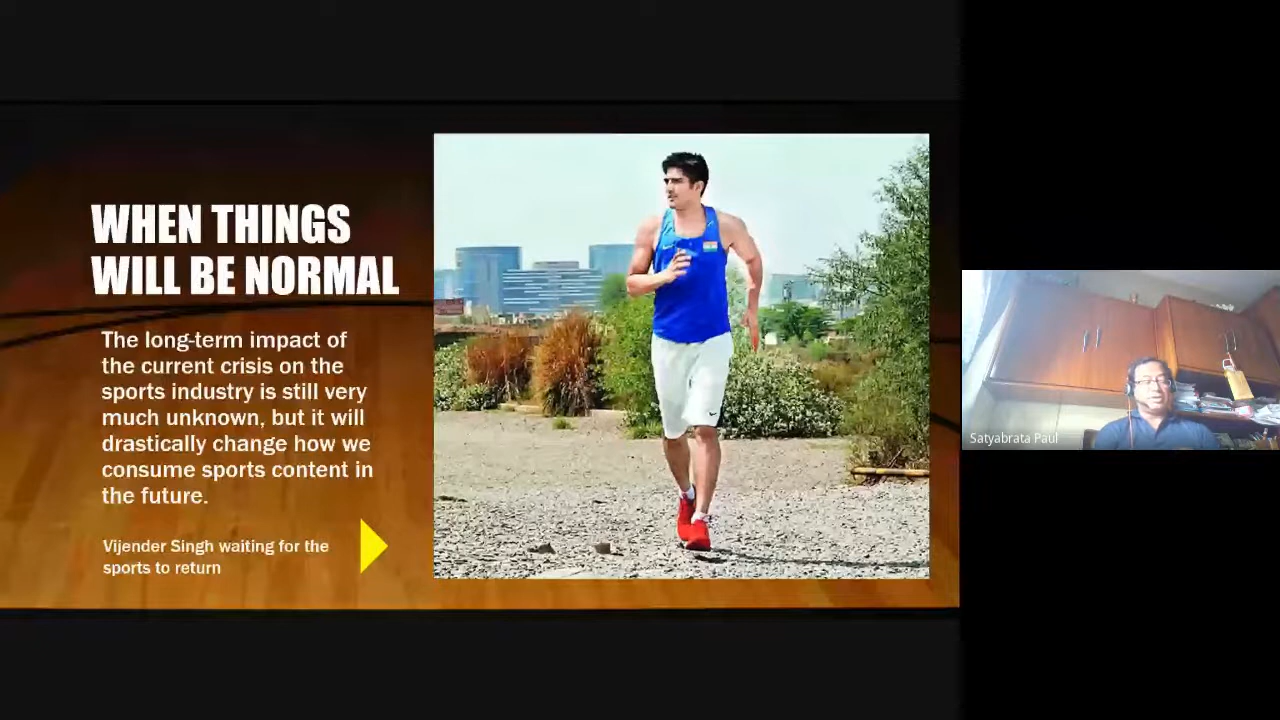 WHEN THINGS
WILL BE NORMAL
The long-term impact of
the current crisis on the
sports industry is still very
much unknown, but it will
drastically change how we
consume sports content in
the future.
Vijender Singh waiting for the
sports to return
Satyabrata Paul